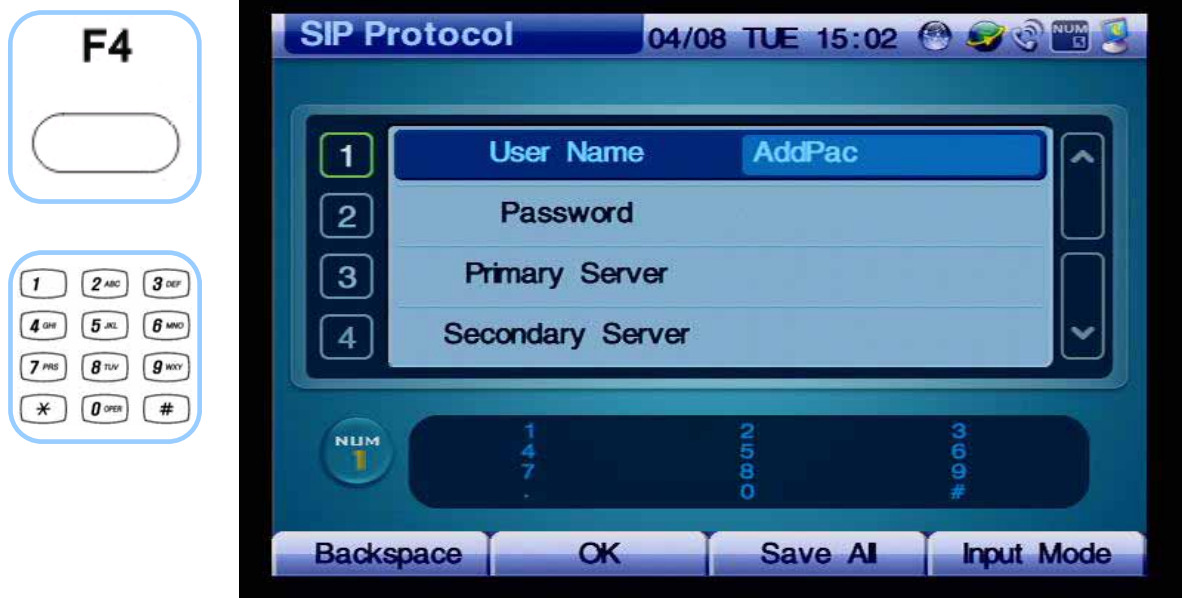 F4
1 2 ABC 3 DEF
4 GHI 5 JKL 6 MNO
7 PRS 8 TUV 9 WXY
* 0 OPER #
SIP Protocol 04/08 TUE 15:02 NUM
1 User Name AddPac
2 Password
3 Primary Server
4 Secondary Server
NUM 1
1 2 3
4 5 6
7 8 9
. 0 #
Backspace OK Save All Input Mode